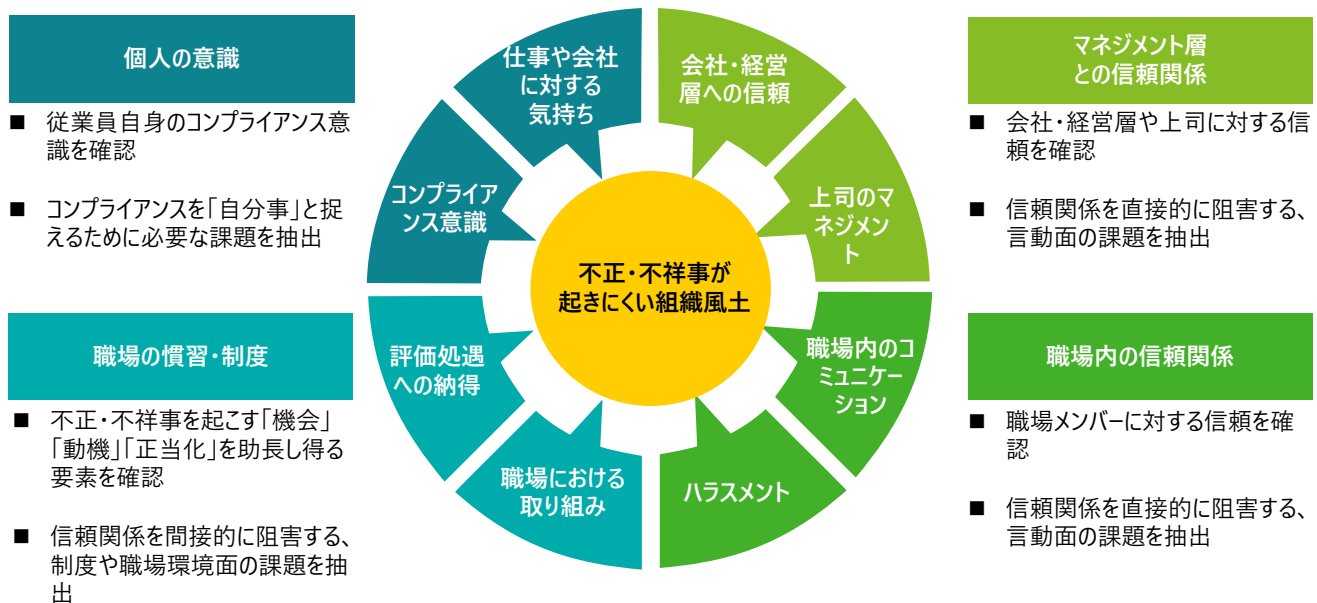 個人の意識
■ 従業員自身のコンプライアンス意
識を確認
■ コンプライアンスを「自分事」と捉
えるために必要な課題を抽出
職場の慣習・制度
■ 不正・不祥事を起こす「機会」
「動機」「正当化」を助長し得る
要素を確認
■ 信頼関係を間接的に阻害する、
制度や職場環境面の課題を抽
出
仕事や会社
に対する
気持ち
会社・経営
層への信頼
コンプライア
ンス意識
上司のマ
ネジメン
ト
不正・不祥事が
起きにくい組織風土
評価処遇
への納得
職場内のコ
ミュニケー
ション
職場における
取り組み
ハラスメント
マネジメント層
との信頼関係
■ 会社・経営層や上司に対する信
頼を確認
■ 信頼関係を直接的に阻害する、
言動面の課題を抽出
職場内の信頼関係
■ 職場メンバーに対する信頼を確
認
■ 信頼関係を直接的に阻害する、
言動面の課題を抽出